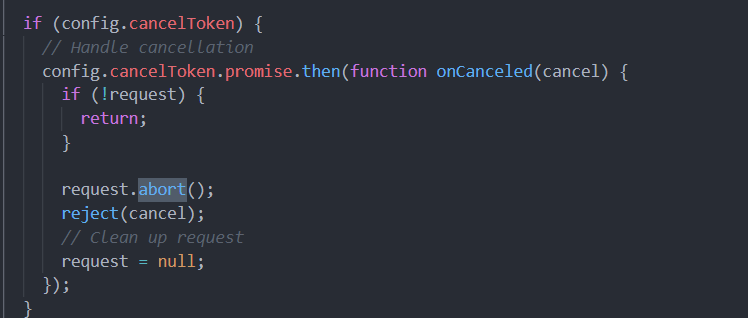 if (config.cancelToken) {
// Handle cancellation
config.cancelToken.promise.then(function onCanceled(cancel) {
if (!request) {
return;
}
request.abort();
reject(cancel);
// Clean up request
request = null;
});
}